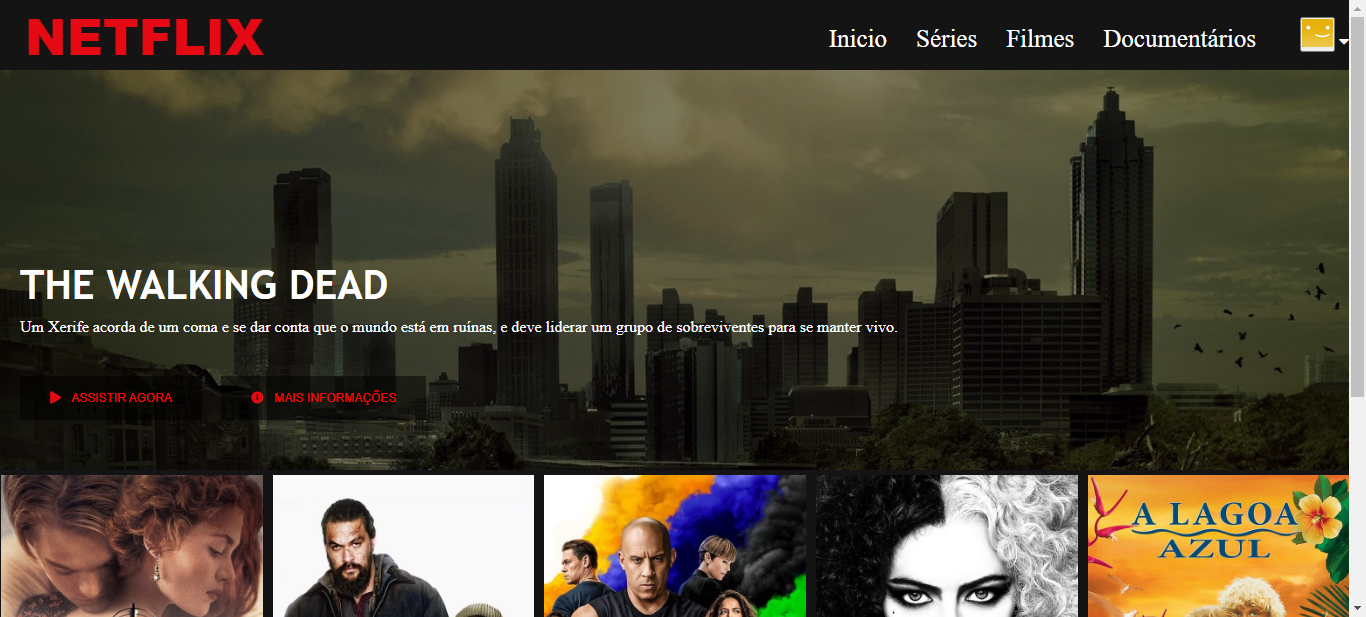 NETFLIX
Inicio Séries Filmes Documentários
THE WALKING DEAD
Um Xerife acorda de um coma e se dar conta que o mundo está em ruínas, e deve liderar um grupo de sobreviventes para se manter vivo.
ASSISTIR AGORA MAIS INFORMAÇÕES
A LAGOA
AZUL